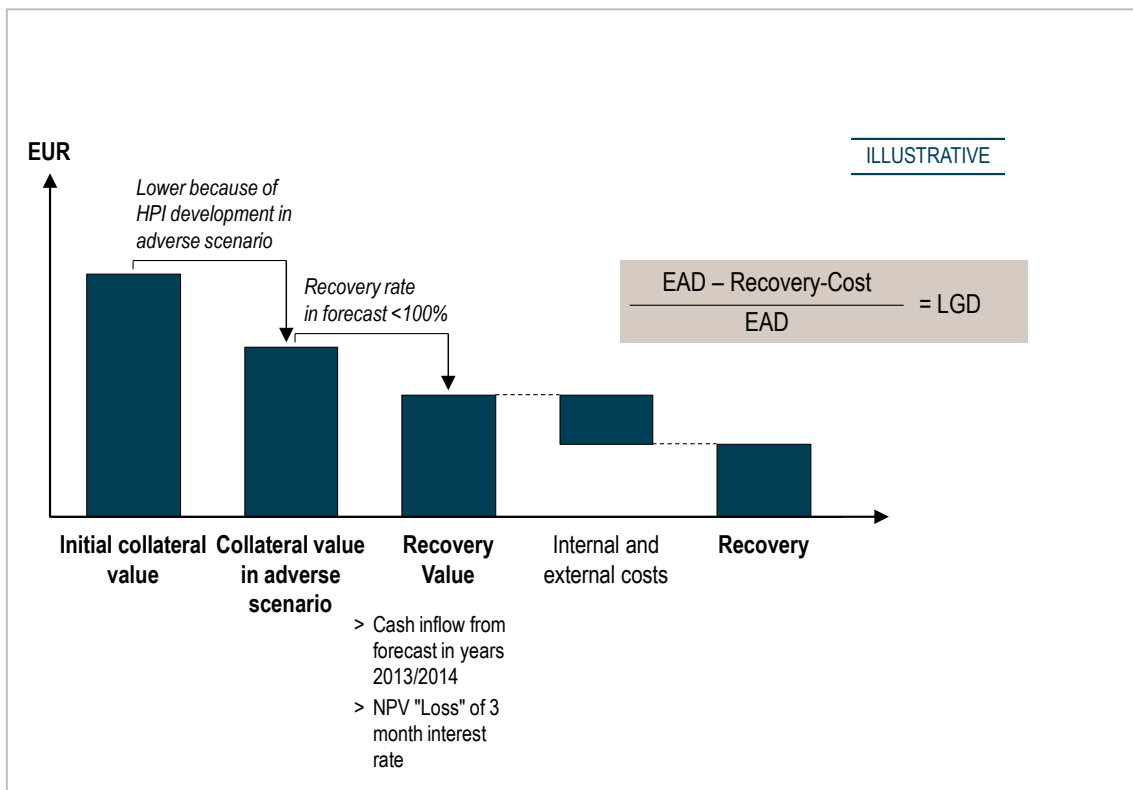 EUR
ILLUSTRATIVE
Lower because of
HPI development in
adverse scenario
Recovery rate
in forecast <100%
EAD – Recovery-Cost
EAD
= LGD
Initial collateral
value
Collateral value
in adverse
scenario
Recovery
Value
Internal and
external costs
Recovery
> Cash inflow from
forecast in years
2013/2014
> NPV "Loss" of 3
month interest
rate